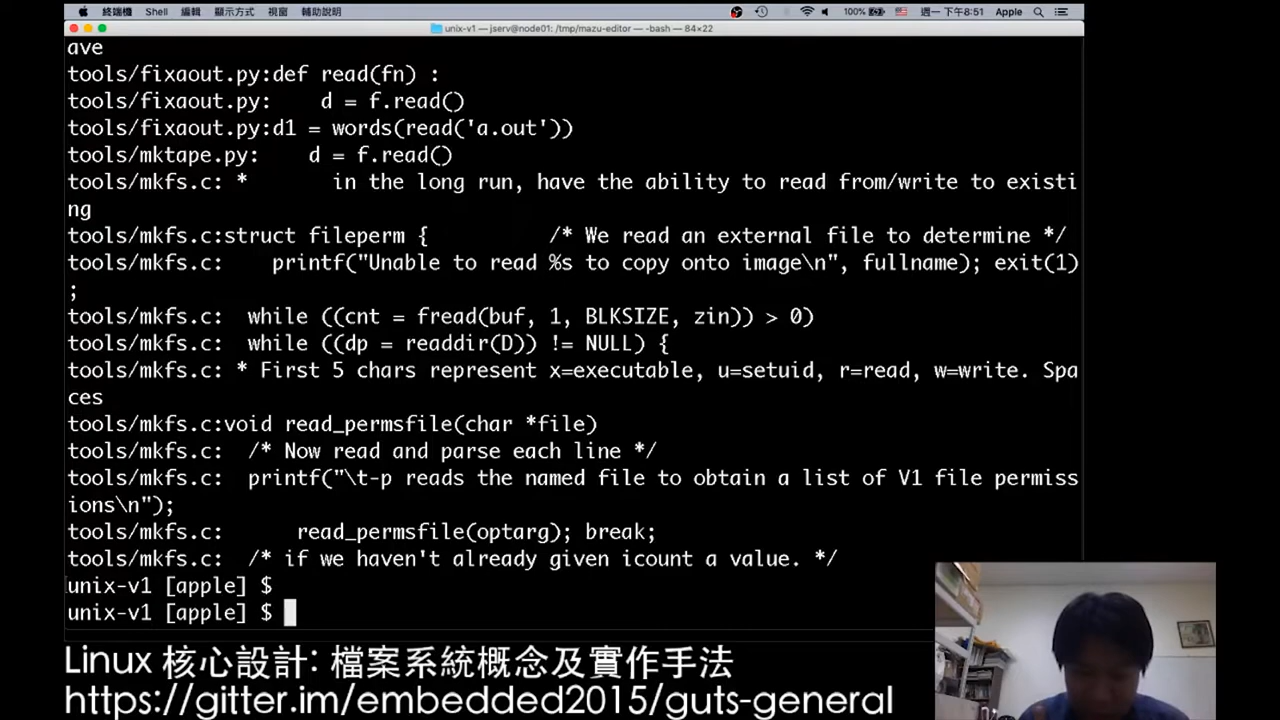 終端機 Shell 編輯 顯示方式 視窗 輔助說明 100% 週一 下午8:51 Apple
unix-v1 — jserv@node01: /tmp/mazu-editor — -bash — 84×22
ave
tools/fixaout.py:def read(fn) :
tools/fixaout.py:    d = f.read()
tools/fixaout.py:d1 = words(read('a.out'))
tools/mktape.py:    d = f.read()
tools/mkfs.c: *       in the long run, have the ability to read from/write to existi
ng
tools/mkfs.c:struct fileperm {          /* We read an external file to determine */
tools/mkfs.c:    printf("Unable to read %s to copy onto image\n", fullname); exit(1)
;
tools/mkfs.c:  while ((cnt = fread(buf, 1, BLKSIZE, zin)) > 0)
tools/mkfs.c:  while ((dp = readdir(D)) != NULL) {
tools/mkfs.c: * First 5 chars represent x=executable, u=setuid, r=read, w=write. Spa
ces
tools/mkfs.c:void read_permsfile(char *file)
tools/mkfs.c:  /* Now read and parse each line */
tools/mkfs.c:  printf("\t-p reads the named file to obtain a list of V1 file permiss
ions\n");
tools/mkfs.c:      read_permsfile(optarg); break;
tools/mkfs.c:  /* if we haven't already given icount a value. */
unix-v1 [apple] $
unix-v1 [apple] $
Linux 核心設計: 檔案系統概念及實作手法
https://gitter.im/embedded2015/guts-general